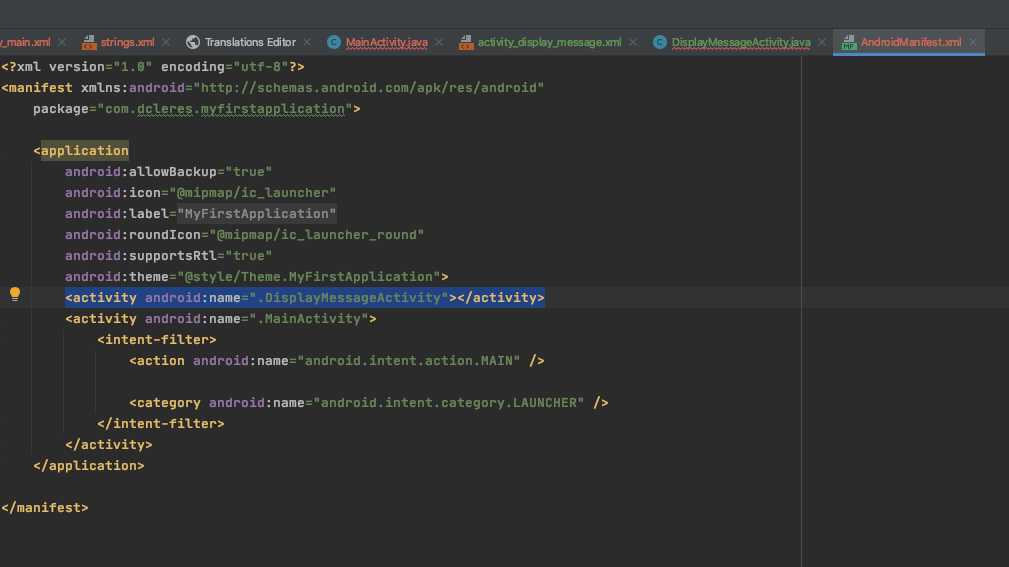 y_main.xml strings.xml Translations Editor MainActivity.java activity_display_message.xml DisplayMessageActivity.java AndroidManifest.xml
<?xml version="1.0" encoding="utf-8"?>
<manifest xmlns:android="http://schemas.android.com/apk/res/android"
    package="com.dcleres.myfirstapplication">
    <application
        android:allowBackup="true"
        android:icon="@mipmap/ic_launcher"
        android:label="MyFirstApplication"
        android:roundIcon="@mipmap/ic_launcher_round"
        android:supportsRtl="true"
        android:theme="@style/Theme.MyFirstApplication">
        <activity android:name=".DisplayMessageActivity"></activity>
        <activity android:name=".MainActivity">
            <intent-filter>
                <action android:name="android.intent.action.MAIN" />
                <category android:name="android.intent.category.LAUNCHER" />
            </intent-filter>
        </activity>
    </application>
</manifest>